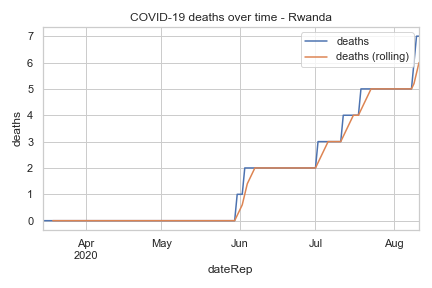 COVID-19 deaths over time - Rwanda
deaths
deaths (rolling)
deaths
7
6
5
4
3
2
1
0
Apr
2020
May
Jun
Jul
Aug
dateRep